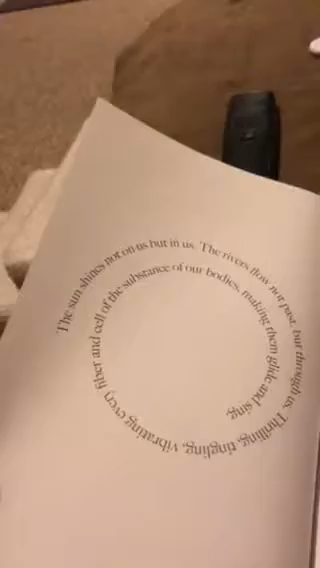 The sun shines not on us but in us. The rivers flow not past, but through us. Thrilling, tingling, vibrating every fiber and cell of the substance of our bodies, making them glide and sing.